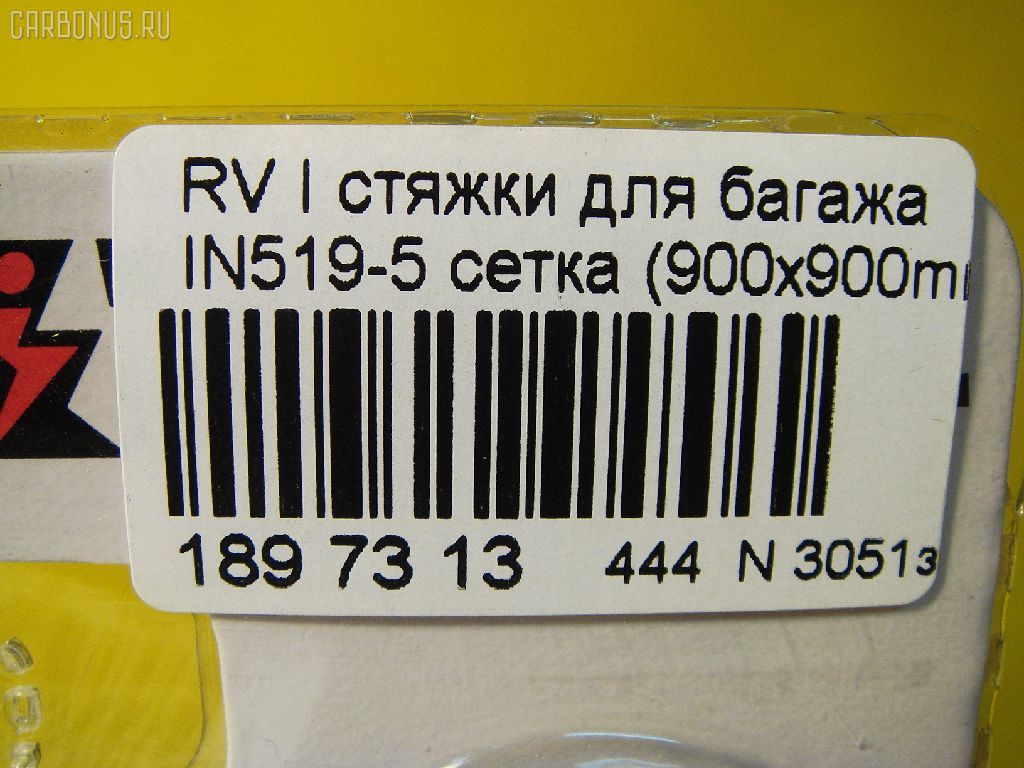 CARBONUS.RU
RV I стяжки для багажа
IN519-5 сетка (900x900m
189 73 13 444 N 3051з